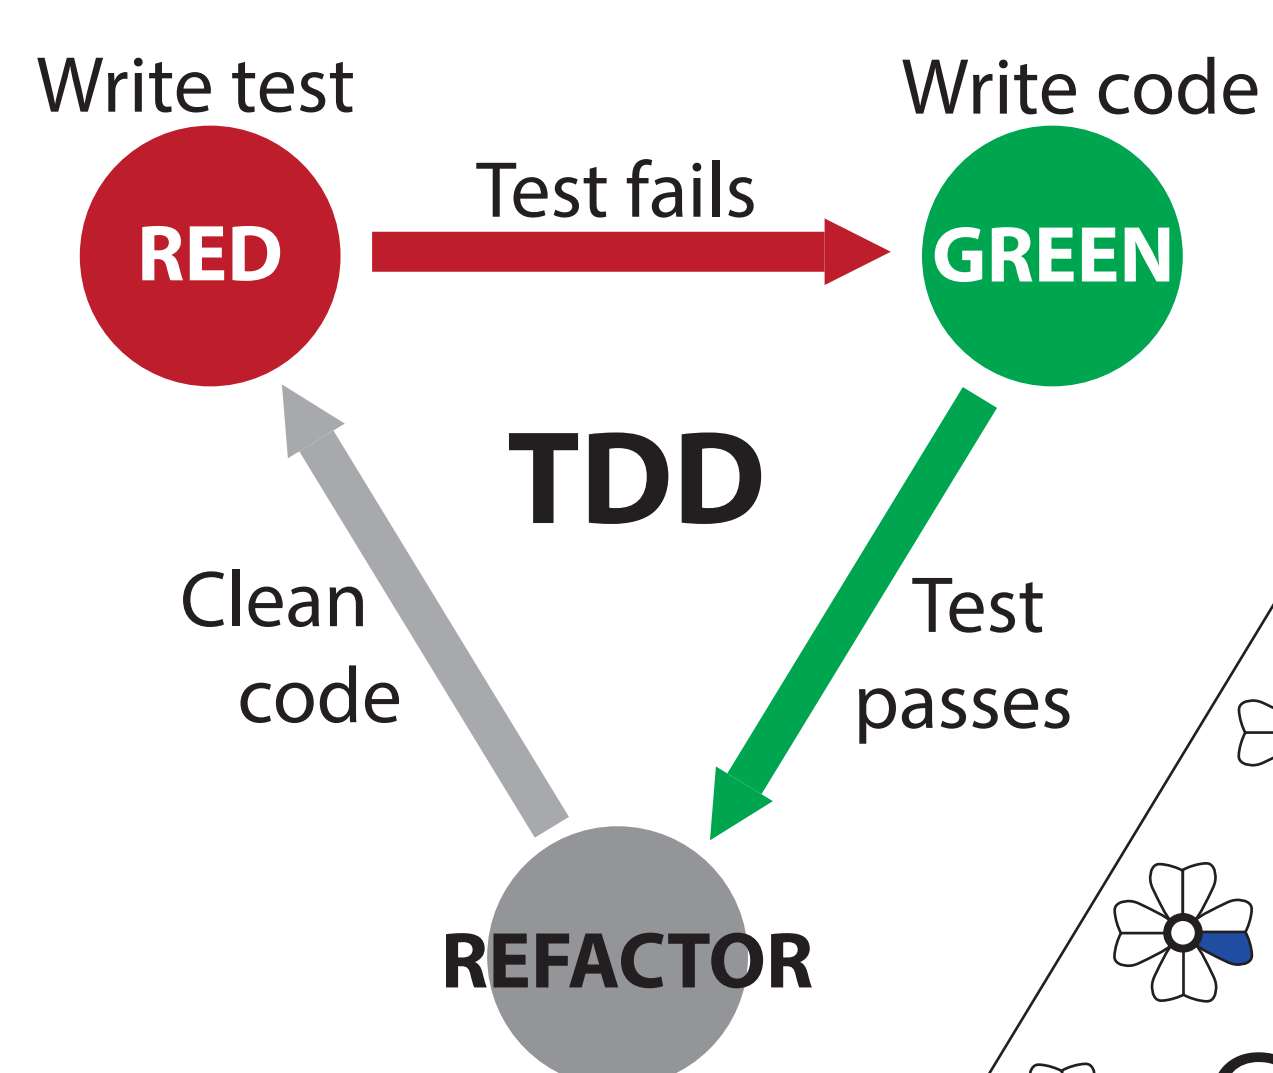 Write test
Write code
Test fails
RED
GREEN
TDD
Clean
code
Test
passes
REFACTOR